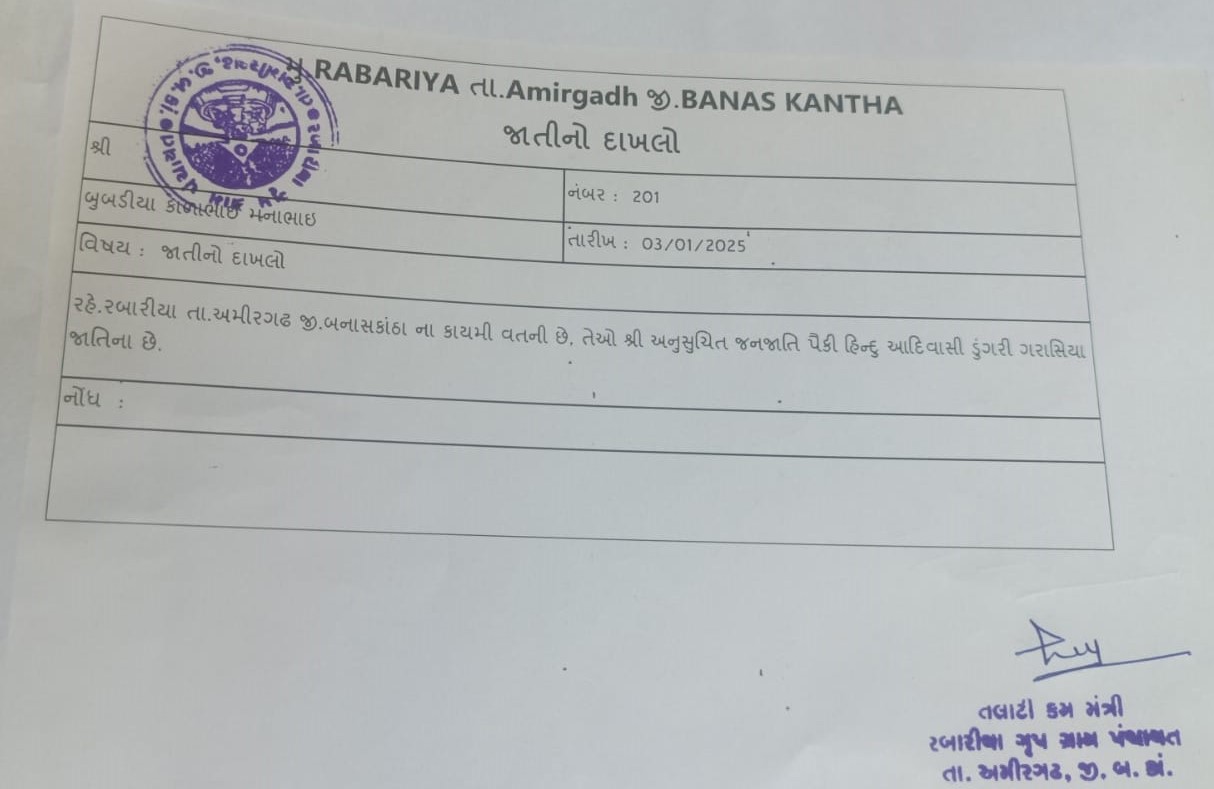 મુ RABARIYA તા.Amirgadh જી.BANAS KANTHA
જાતીનો દાખલો
શ્રી
નંબર : 201
બુબડીયા કાળાભાઈ મનાભાઇ
તારીખ : 03/01/2025
વિષય : જાતીનો દાખલો
રહે.રબારીયા તા.અમીરગઢ જી.બનાસકાંઠા ના કાયમી વતની છે, તેઓ શ્રી અનુસુચિત જનજાતિ પૈકી હિન્દુ આદિવાસી ડુંગરી ગરાસિયા
જાતિના છે.
નોંધ :
તલાટી કમ મંત્રી
રબારીયા ગૃપ ગ્રામ પંચાયત
તા. અમીરગઢ, જી. બ. કાં.